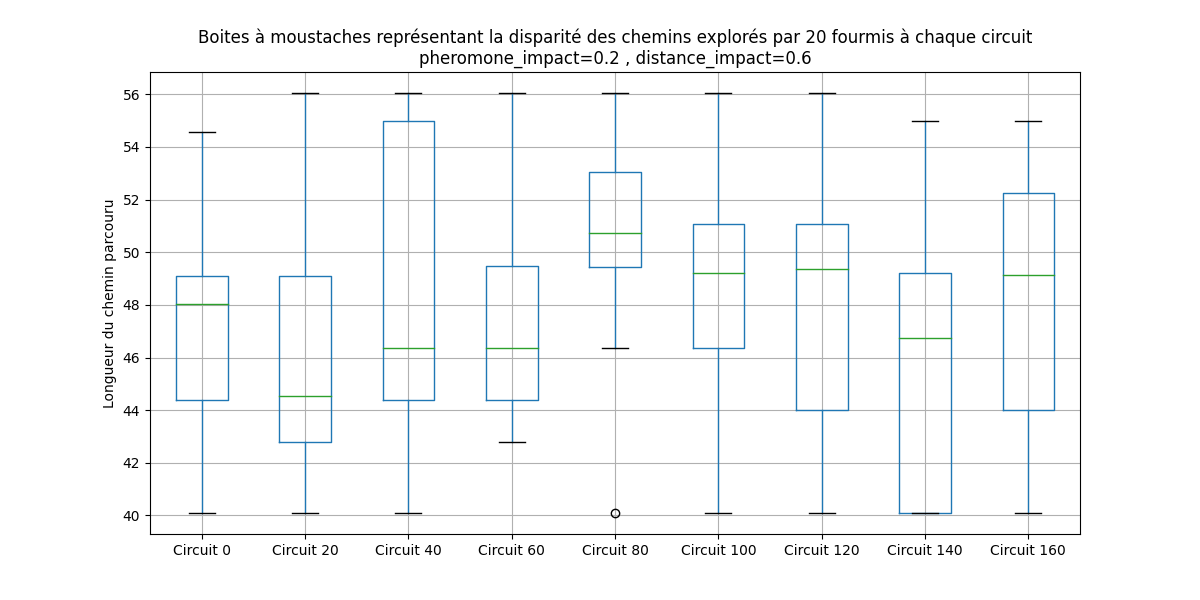 Boites à moustaches représentant la disparité des chemins explorés par 20 fourmis à chaque circuit
pheromone_impact=0.2 , distance_impact=0.6
Longueur du chemin parcouru
56
54
52
50
48
46
44
42
40
Circuit 0
Circuit 20
Circuit 40
Circuit 60
Circuit 80
Circuit 100
Circuit 120
Circuit 140
Circuit 160